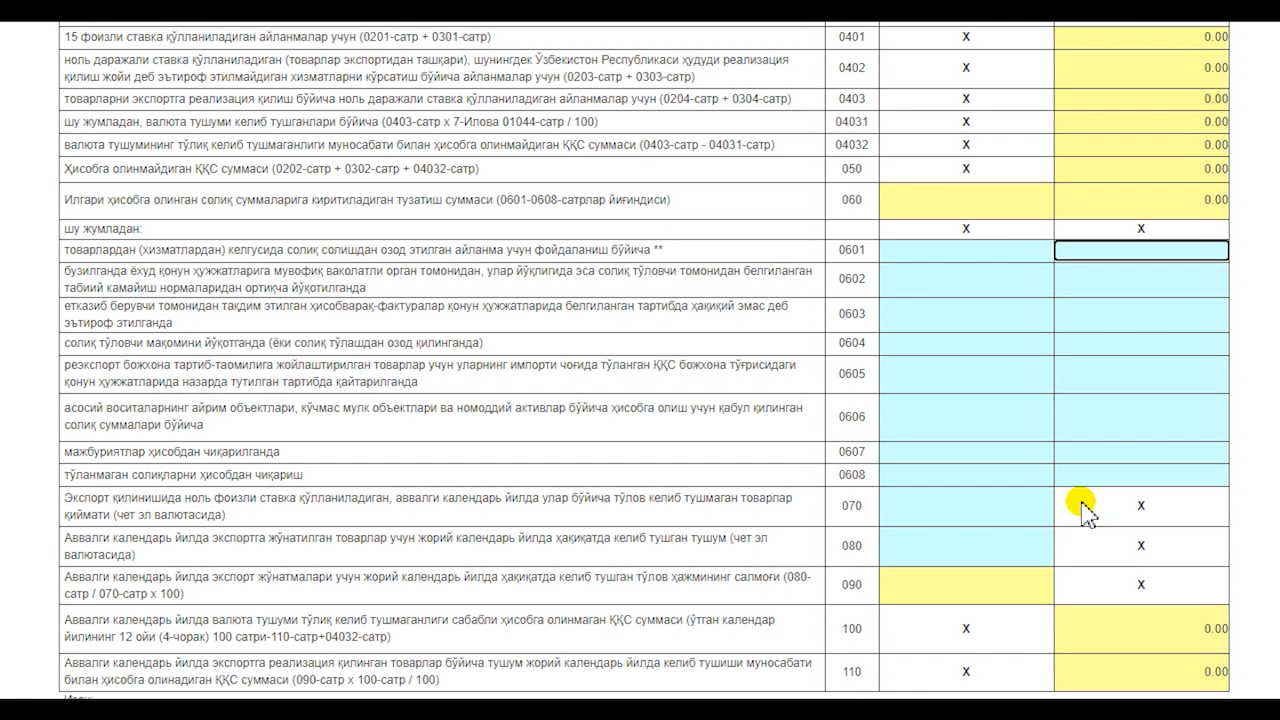 15 фоизли ставка қўлланиладиган айланмалар учун (0201-сатр + 0301-сатр) 0401 X 0.00
ноль даражали ставка қўлланиладиган (товарлар экспортидан ташқари), шунингдек Ўзбекистон Республикаси ҳудуди реализация
қилиш жойи деб эътироф этилмайдиган хизматларни кўрсатиш бўйича айланмалар учун (0203-сатр + 0303-сатр) 0402 X 0.00
товарларни экспортга реализация қилиш бўйича ноль даражали ставка қўлланиладиган айланмалар учун (0204-сатр + 0304-сатр) 0403 X 0.00
шу жумладан, валюта тушуми келиб тушганлари бўйича (0403-сатр х 7-Илова 01044-сатр / 100) 04031 X 0.00
валюта тушумининг тўлиқ келиб тушмаганлиги муносабати билан ҳисобга олинмайдиган ҚҚС суммаси (0403-сатр - 04031-сатр) 04032 X 0.00
Ҳисобга олинмайдиган ҚҚС суммаси (0202-сатр + 0302-сатр + 04032-сатр) 050 X 0.00
Илгари ҳисобга олинган солиқ суммаларига киритиладиган тузатиш суммаси (0601-0608-сатрлар йиғиндиси) 060 0.00
шу жумладан: X X
товарлардан (хизматлардан) келгусида солиқ солишдан озод этилган айланма учун фойдаланиш бўйича ** 0601
бузилганда ёхуд қонун ҳужжатларига мувофиқ ваколатли орган томонидан, улар йўқлигида эса солиқ тўловчи томонидан белгиланган
табиий камайиш нормаларидан ортиқча йўқотилганда 0602
етказиб берувчи томонидан тақдим этилган ҳисобварақ-фактуралар қонун ҳужжатларида белгиланган тартибда ҳақиқий эмас деб
эътироф этилганда 0603
солиқ тўловчи мақомини йўқотганда (ёки солиқ тўлашдан озод қилинганда) 0604
реэкспорт божхона тартиб-таомилига жойлаштирилган товарлар учун уларнинг импорти чоғида тўланган ҚҚС божхона тўғрисидаги
қонун ҳужжатларида назарда тутилган тартибда қайтарилганда 0605
асосий воситаларнинг айрим объектлари, кўчмас мулк объектлари ва номоддий активлар бўйича ҳисобга олиш учун қабул қилинган
солиқ суммалари бўйича 0606
мажбуриятлар ҳисобдан чиқарилганда 0607
тўланмаган солиқларни ҳисобдан чиқариш 0608
Экспорт қилинишида ноль фоизли ставка қўлланиладиган, аввалги календарь йилда улар бўйича тўлов келиб тушмаган товарлар
қиймати (чет эл валютасида) 070 X
Аввалги календарь йилда экспортга жўнатилган товарлар учун жорий календарь йилда ҳақиқатда келиб тушган тушум (чет эл
валютасида) 080 X
Аввалги календарь йилда экспорт жўнатмалари учун жорий календарь йилда ҳақиқатда келиб тушган тўлов ҳажмининг салмоғи (080-
сатр / 070-сатр х 100) 090 X
Аввалги календарь йилда валюта тушуми тўлиқ келиб тушмаганлиги сабабли ҳисобга олинмаган ҚҚС суммаси (ўтган календар
йилининг 12 ойи (4-чорак) 100 сатри-110-сатр+04032-сатр) 100 X 0.00
Аввалги календарь йилда экспортга реализация қилинган товарлар бўйича тушум жорий календарь йилда келиб тушиши муносабати
билан ҳисобга олинадиган ҚҚС суммаси (090-сатр х 100-сатр / 100) 110 X 0.00